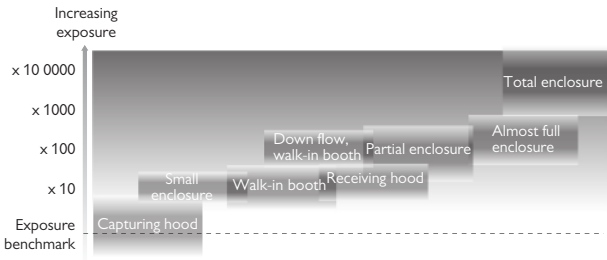 Increasing
exposure
x 10 0000
x 1000
x 100
x 10
Exposure
benchmark
Total enclosure
Almost full
enclosure
Down flow,
walk-in booth
Partial enclosure
Small
enclosure
Walk-in booth
Receiving hood
Capturing hood